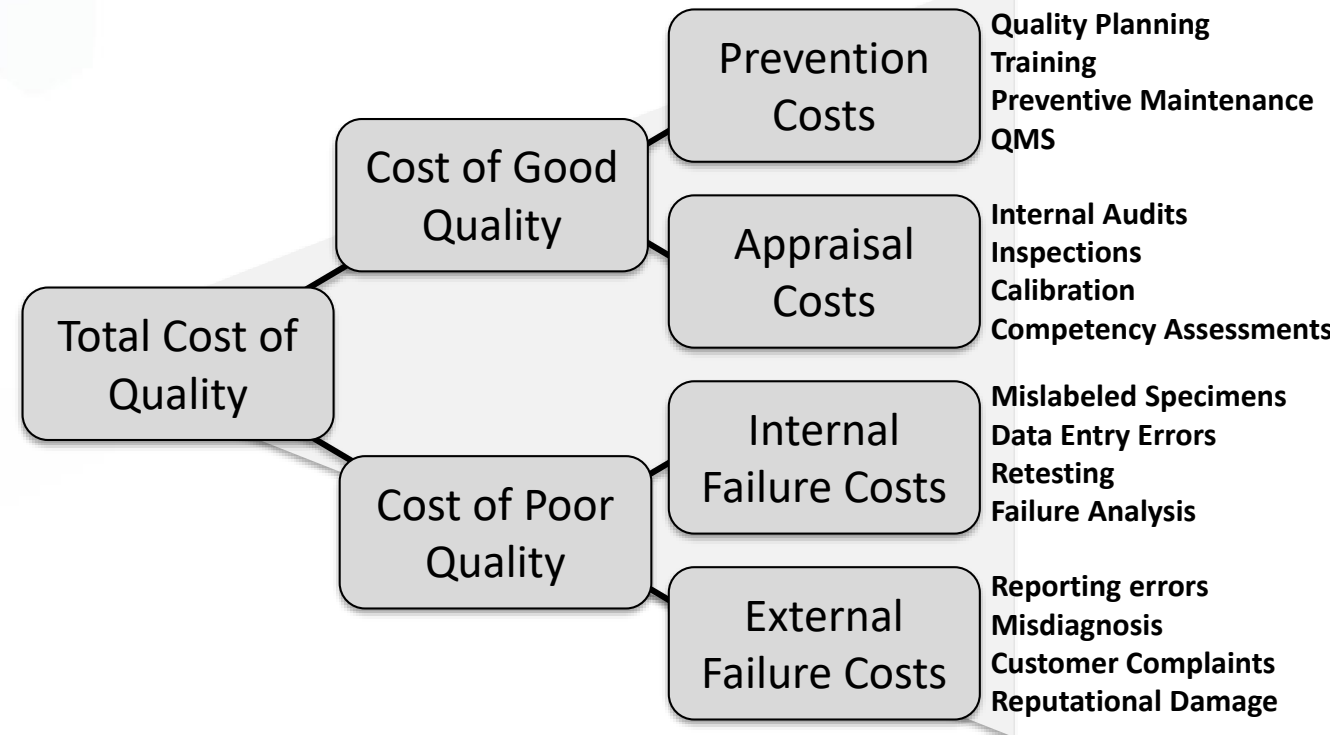 Total Cost of
Quality
Cost of Good
Quality
Prevention
Costs
Quality Planning
Training
Preventive Maintenance
QMS
Appraisal
Costs
Internal Audits
Inspections
Calibration
Competency Assessments
Cost of Poor
Quality
Internal
Failure Costs
Mislabeled Specimens
Data Entry Errors
Retesting
Failure Analysis
External
Failure Costs
Reporting errors
Misdiagnosis
Customer Complaints
Reputational Damage